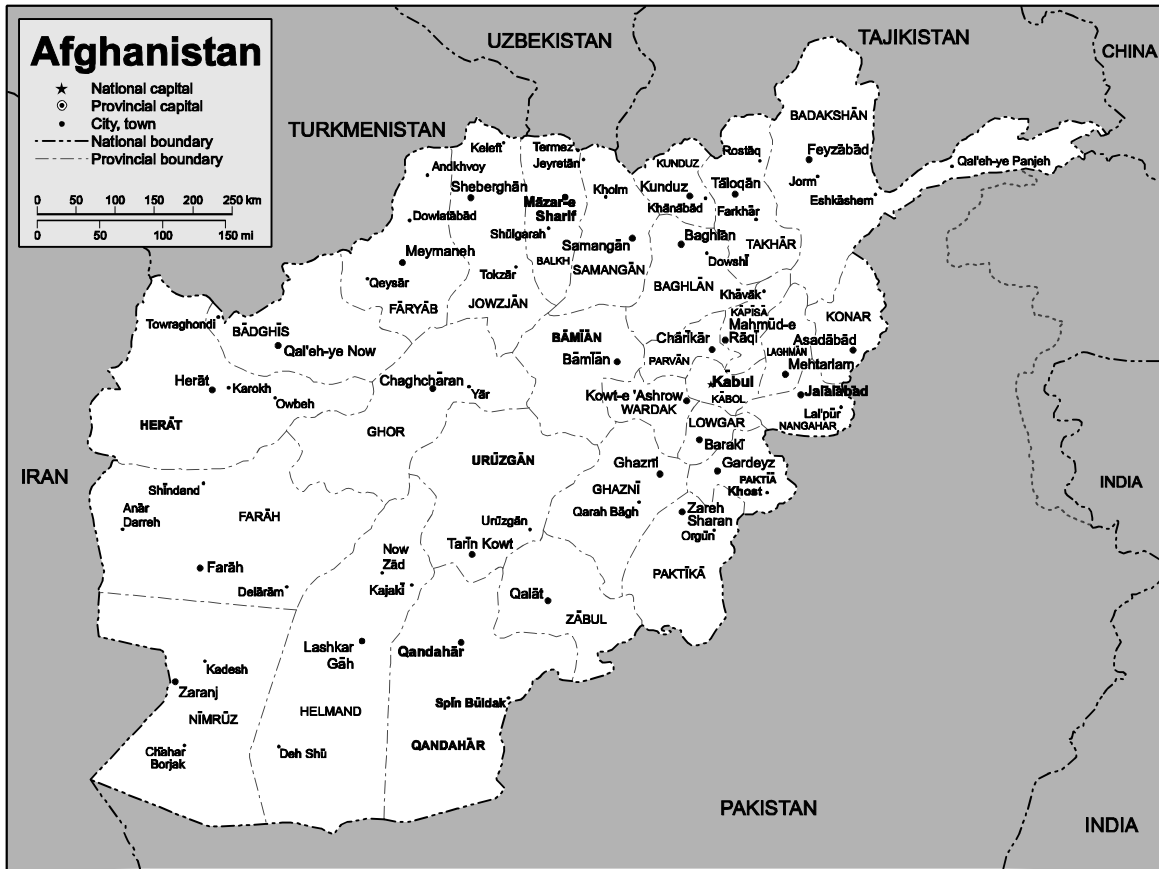 Afghanistan
National capital
Provincial capital
City, town
National boundary
Provincial boundary
0 50 100 150 200 250 km
0 50 100 150 mi
UZBEKISTAN
TAJIKISTAN
CHINA
TURKMENISTAN
BADAKSHĀN
Keleft
Termez
Jeyretān
KUNDUZ
Rostāq
Feyzābād
Qal'eh-ye Panjeh
Andkhvoy
Sheberghān
Māzar-e
Sharif
Kholm
Kunduz
Tāloqān
Jorm
Eshkāshem
Khānābād
Farkhār
Dowlatābād
Shūlgarah
Samangān
Baghlān
TAKHĀR
Meymaneh
Dowshī
Tokzār
BALKH
SAMANGĀN
Qeysār
BAGHLĀN
Khāvāk
FĀRYĀB
JOWZJĀN
KĀPĪSĀ
KONAR
Towraghondi
BĀDGHĪS
BĀMĪĀN
Chārīkār
Mahmūd-e
Rāqī
Asadābād
Qal'eh-ye Now
Bāmīān
PARVĀN
LAGHMĀN
Mehtarlam
Herāt
Karokh
Chaghcharan
Yār
Kabul
KĀBOL
Jalālābād
Owbeh
Kowt-e 'Ashrow
WARDAK
Lal'pūr
NANGAHAR
HERĀT
GHOR
LOWGAR
Barakī
URŪZGĀN
Ghaznī
Gardeyz
IRAN
PAKTĪĀ
Khost
INDIA
Shīndand
GHAZNĪ
Qarah Bāgh
Anār
Darreh
FARĀH
Zareh
Sharan
Orgūn
Urūzgān
Now
Zād
Tarīn Kowt
Farāh
PAKTĪKĀ
Delārām
Kajakī
Qalāt
ZĀBUL
Lashkar
Gāh
Qandahār
Kadesh
Zaranj
Spīn Būldak
NĪMRŪZ
HELMAND
QANDAHĀR
Chahar
Borjak
Deh Shū
PAKISTAN
INDIA